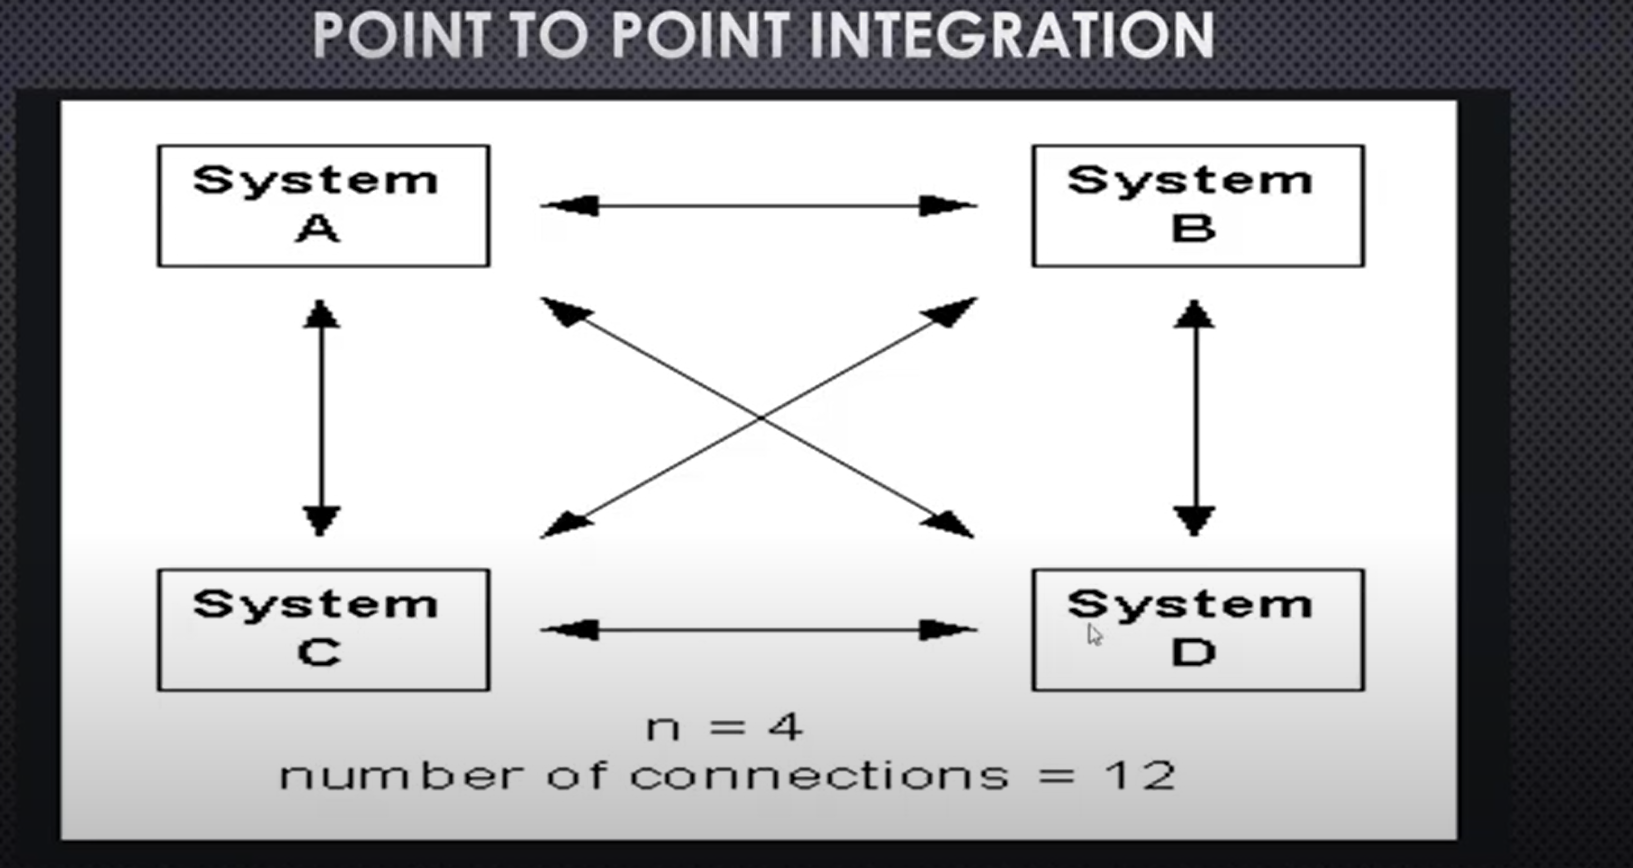 POINT TO POINT INTEGRATION
System
A
System
B
System
C
System
D
n = 4
number of connections = 12